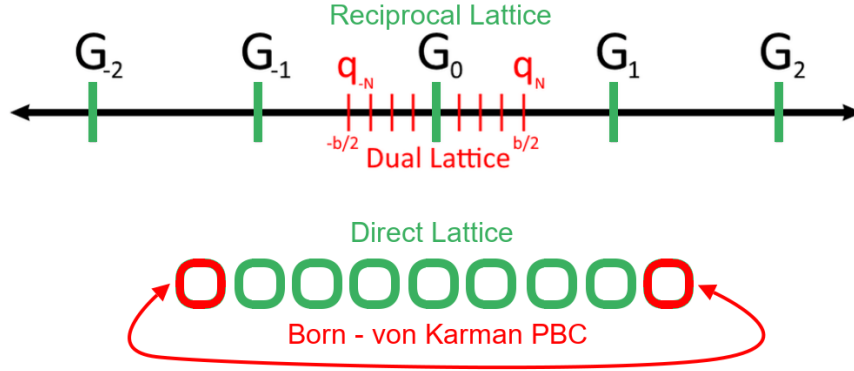 Reciprocal Lattice
G-2 G-1 q-N G0 qN G1 G2
-b/2 Dual Lattice b/2
Direct Lattice
Born - von Karman PBC